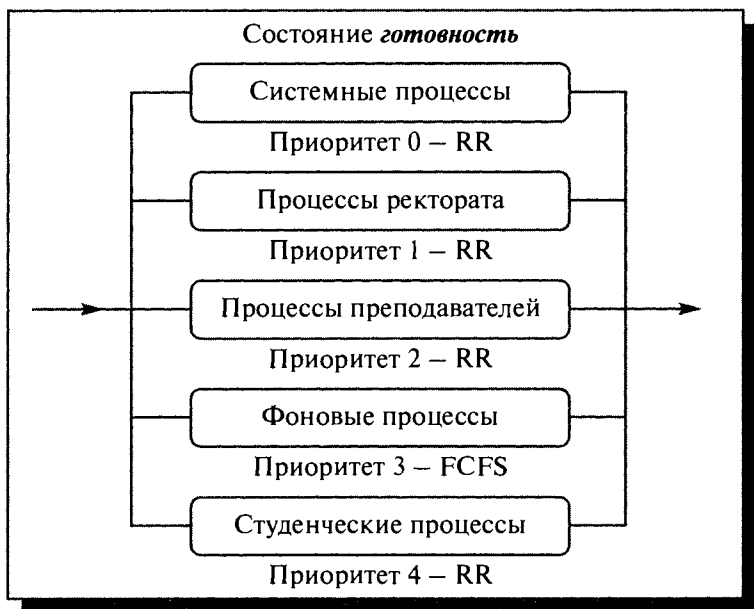 Состояние готовность
Системные процессы
Приоритет 0 – RR
Процессы ректората
Приоритет 1 – RR
Процессы преподавателей
Приоритет 2 – RR
Фоновые процессы
Приоритет 3 – FCFS
Студенческие процессы
Приоритет 4 – RR